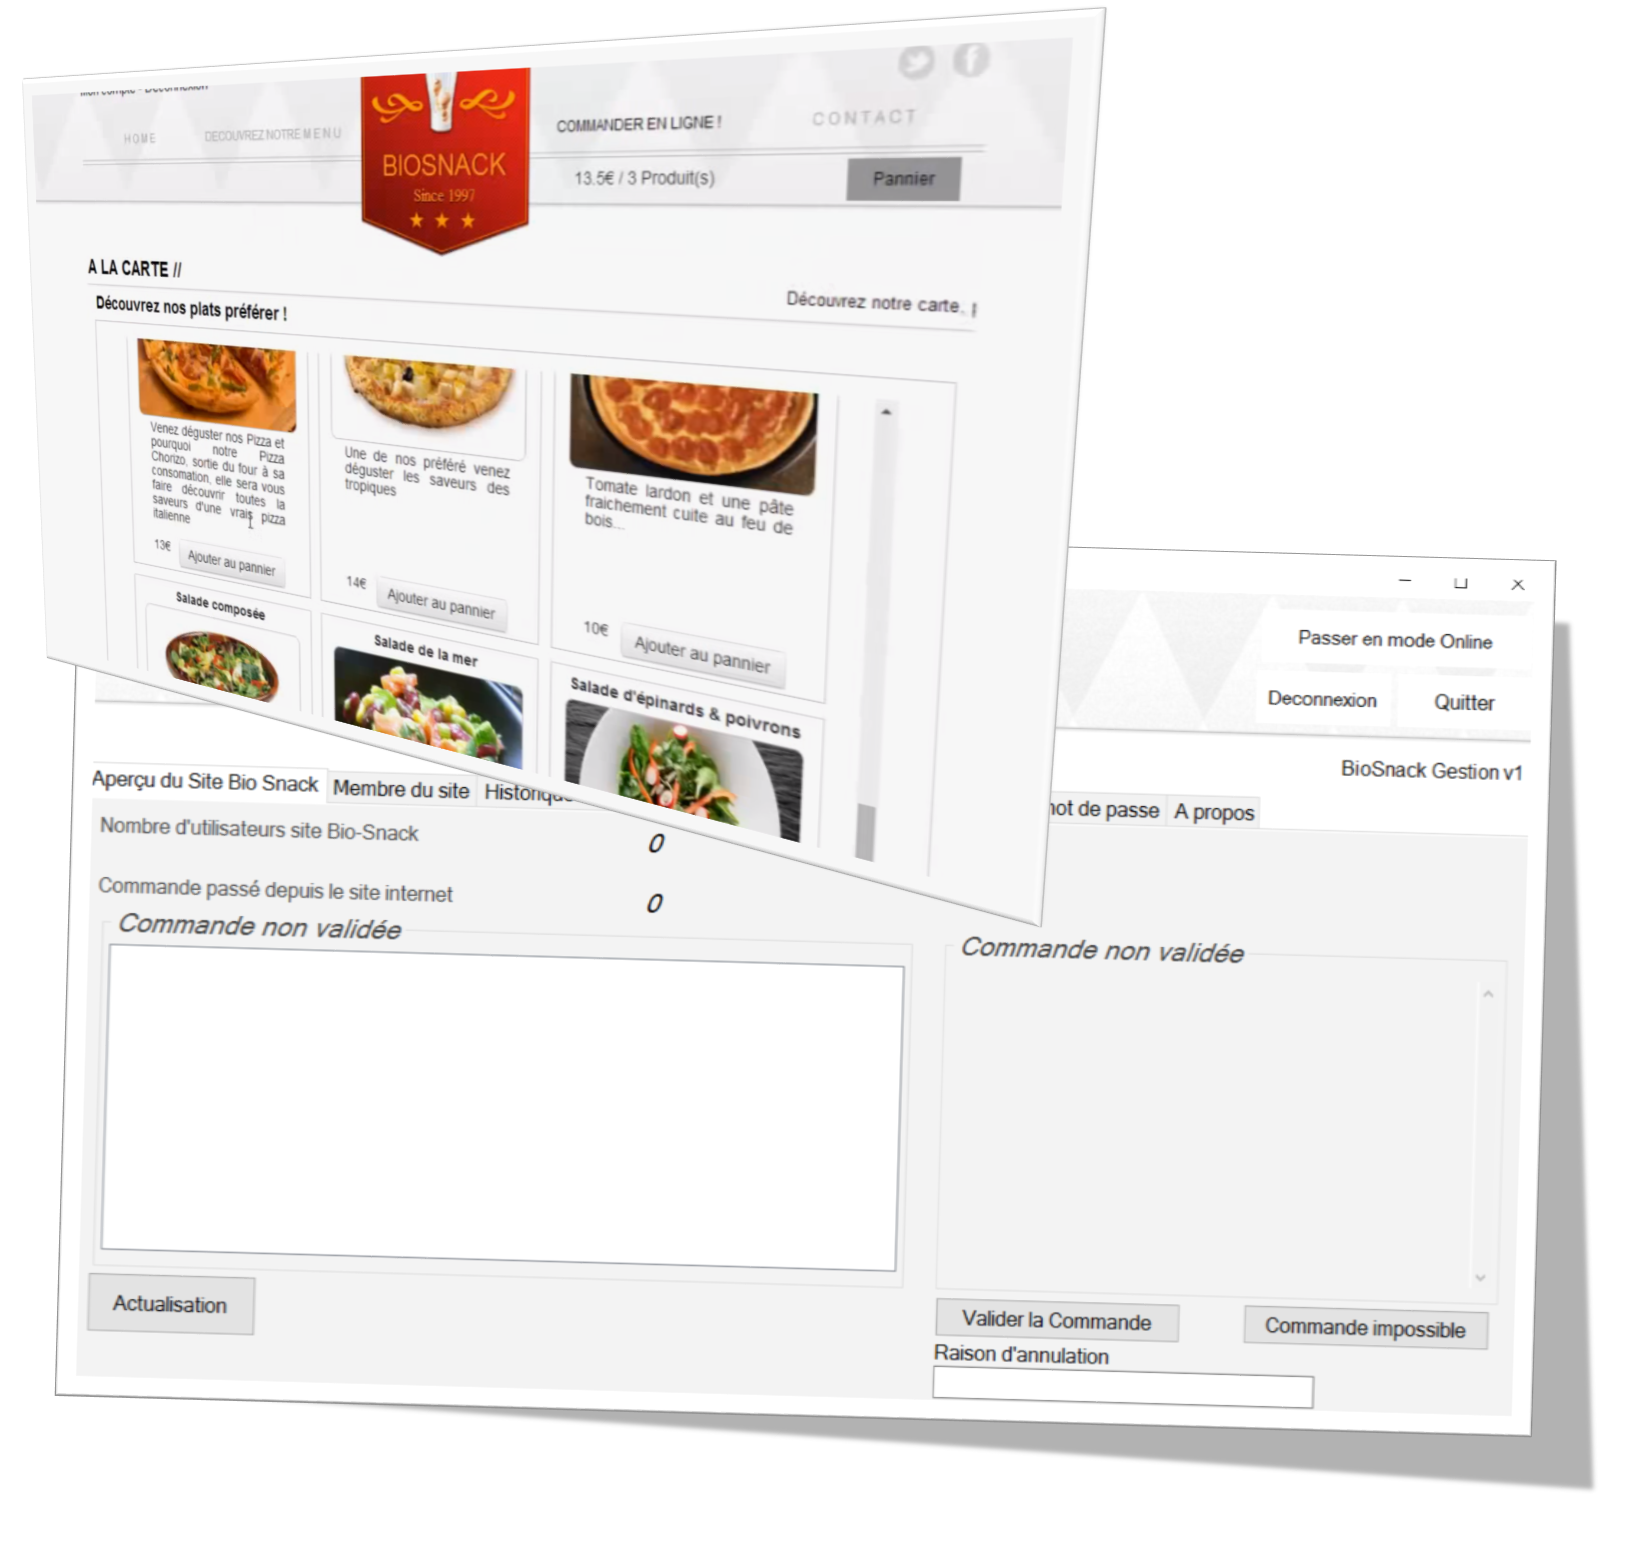 Mon compte - Deconnexion
HOME
DECOUVREZ NOTRE MENU
COMMANDER EN LIGNE !
CONTACT
BIOSNACK
Since 1997
13.5€ / 3 Produit(s)
Pannier
A LA CARTE //
Découvrez notre carte,
Découvrez nos plats préférer !
Venez déguster nos Pizza et
pourquoi notre Pizza
Chorizo, sortie du four à sa
consomation, elle sera vous
faire découvrir toutes la
saveurs d'une vrais pizza
italienne
13€
Ajouter au pannier
Une de nos préféré venez
déguster les saveurs des
tropiques
14€
Ajouter au pannier
Tomate lardon et une pâte
fraichement cuite au feu de
bois...
10€
Ajouter au pannier
Salade composée
Salade de la mer
Salade d'épinards & poivrons
Passer en mode Online
Deconnexion
Quitter
BioSnack Gestion v1
Aperçu du Site Bio Snack
Membre du site
Historique
mot de passe
A propos
Nombre d'utilisateurs site Bio-Snack
0
Commande passé depuis le site internet
0
Commande non validée
Commande non validée
Actualisation
Valider la Commande
Commande impossible
Raison d'annulation